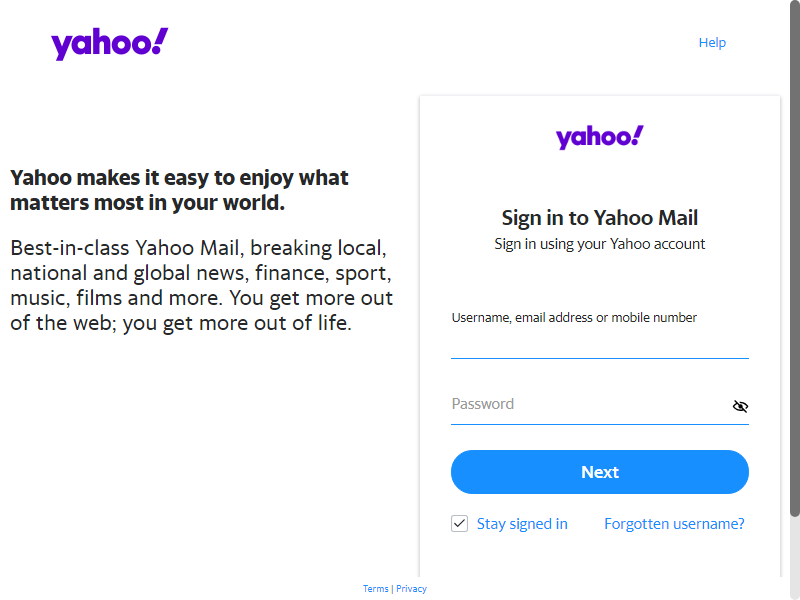 yahoo!
Help
Yahoo makes it easy to enjoy what
matters most in your world.
Best-in-class Yahoo Mail, breaking local,
national and global news, finance, sport,
music, films and more. You get more out
of the web; you get more out of life.
yahoo!
Sign in to Yahoo Mail
Sign in using your Yahoo account
Username, email address or mobile number
Password
Next
Stay signed in
Forgotten username?
Terms | Privacy